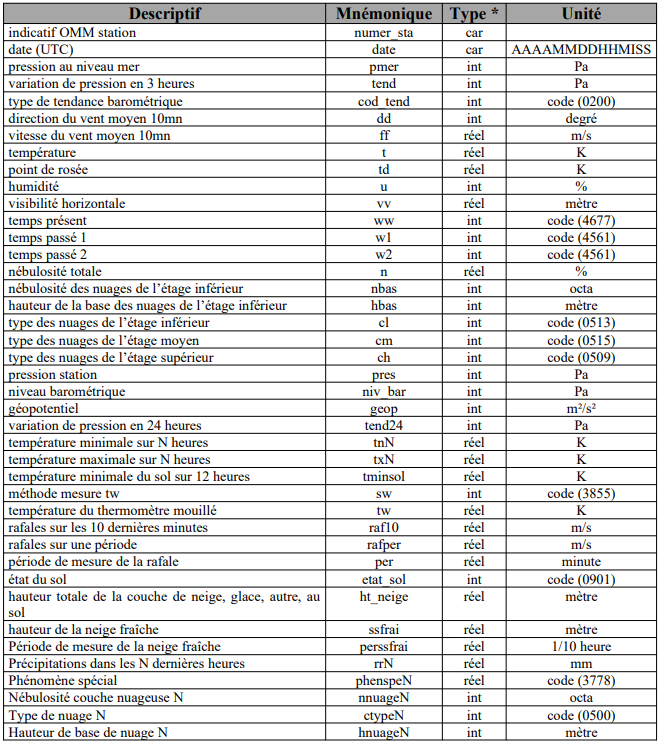 Descriptif Mnémonique Type * Unité
indicatif OMM station numer_sta car
date (UTC) date car AAAAMMDDHHMISS
pression au niveau mer pmer int Pa
variation de pression en 3 heures tend int Pa
type de tendance barométrique cod_tend int code (0200)
direction du vent moyen 10mn dd int degré
vitesse du vent moyen 10mn ff réel m/s
température t réel K
point de rosée td réel K
humidité u int %
visibilité horizontale vv réel mètre
temps présent ww int code (4677)
temps passé 1 w1 int code (4561)
temps passé 2 w2 int code (4561)
nébulosité totale n réel %
nébulosité des nuages de l’étage inférieur nbas int octa
hauteur de la base des nuages de l’étage inférieur hbas int mètre
type des nuages de l’étage inférieur cl int code (0513)
type des nuages de l’étage moyen cm int code (0515)
type des nuages de l’étage supérieur ch int code (0509)
pression station pres int Pa
niveau barométrique niv_bar int Pa
géopotentiel geop int m²/s²
variation de pression en 24 heures tend24 int Pa
température minimale sur N heures tnN réel K
température maximale sur N heures txN réel K
température minimale du sol sur 12 heures tminsol réel K
méthode mesure tw sw int code (3855)
température du thermomètre mouillé tw réel K
rafales sur les 10 dernières minutes raf10 réel m/s
rafales sur une période rafper réel m/s
période de mesure de la rafale per réel minute
état du sol etat_sol int code (0901)
hauteur totale de la couche de neige, glace, autre, au ht_neige réel mètre
sol
hauteur de la neige fraîche ssfrai réel mètre
Période de mesure de la neige fraîche perssfrai réel 1/10 heure
Précipitations dans les N dernières heures rrN réel mm
Phénomène spécial phenspeN réel code (3778)
Nébulosité couche nuageuse N nnuageN int octa
Type de nuage N ctypeN int code (0500)
Hauteur de base de nuage N hnuageN int mètre